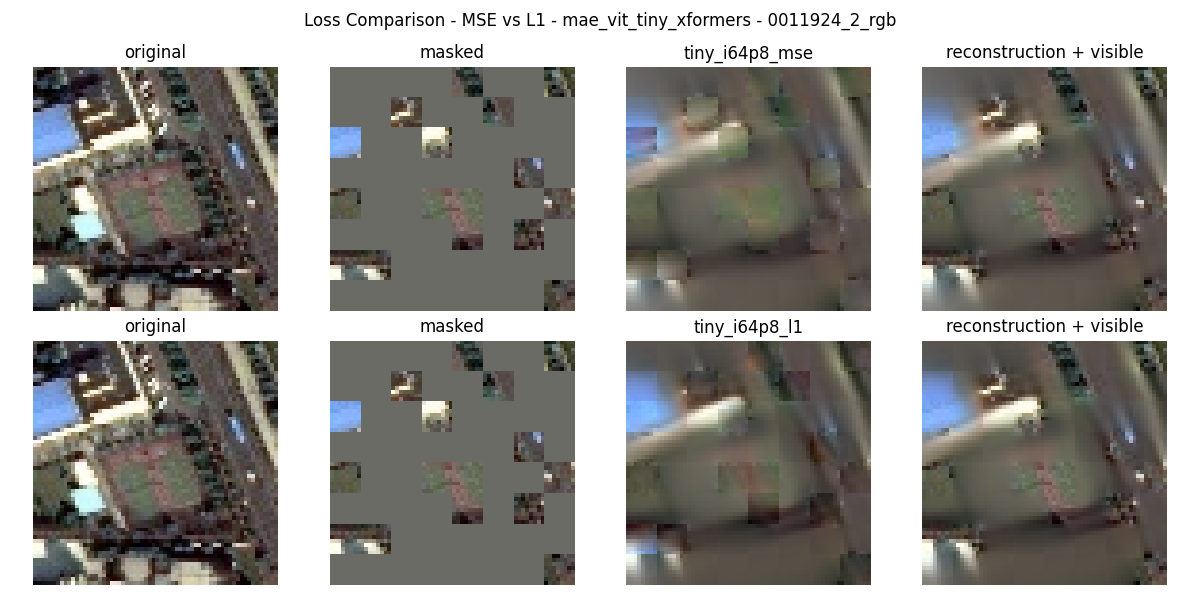 Loss Comparison - MSE vs L1 - mae_vit_tiny_xformers - 0011924_2_rgb
original masked tiny_i64p8_mse reconstruction + visible
original masked tiny_i64p8_l1 reconstruction + visible